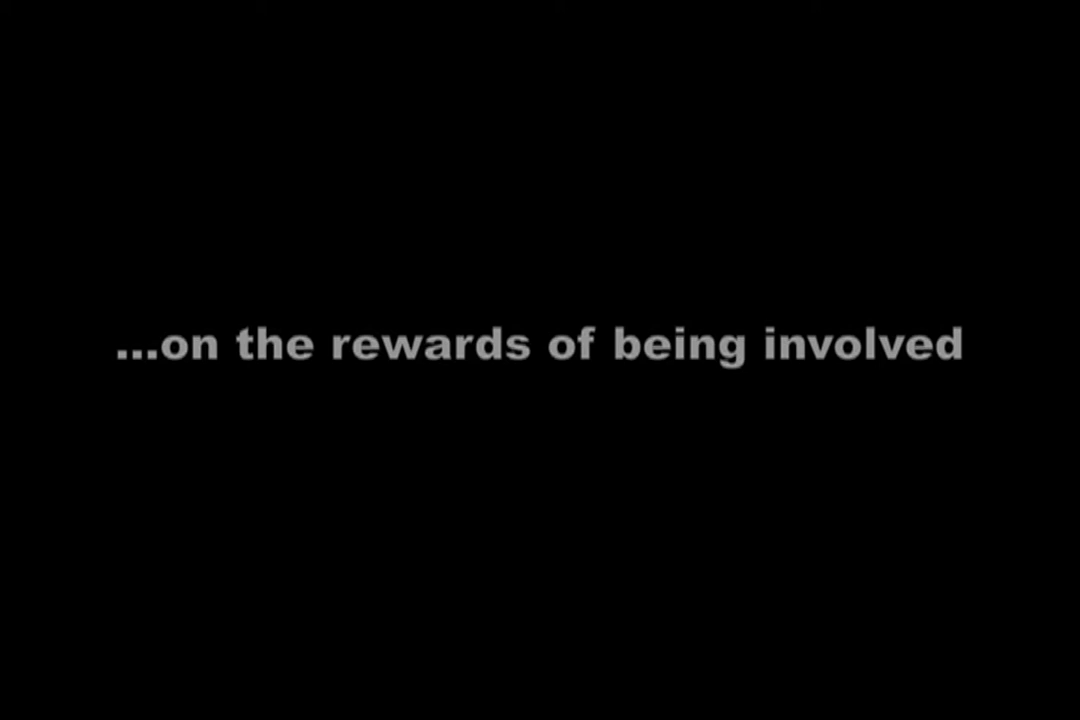 ...on the rewards of being involved